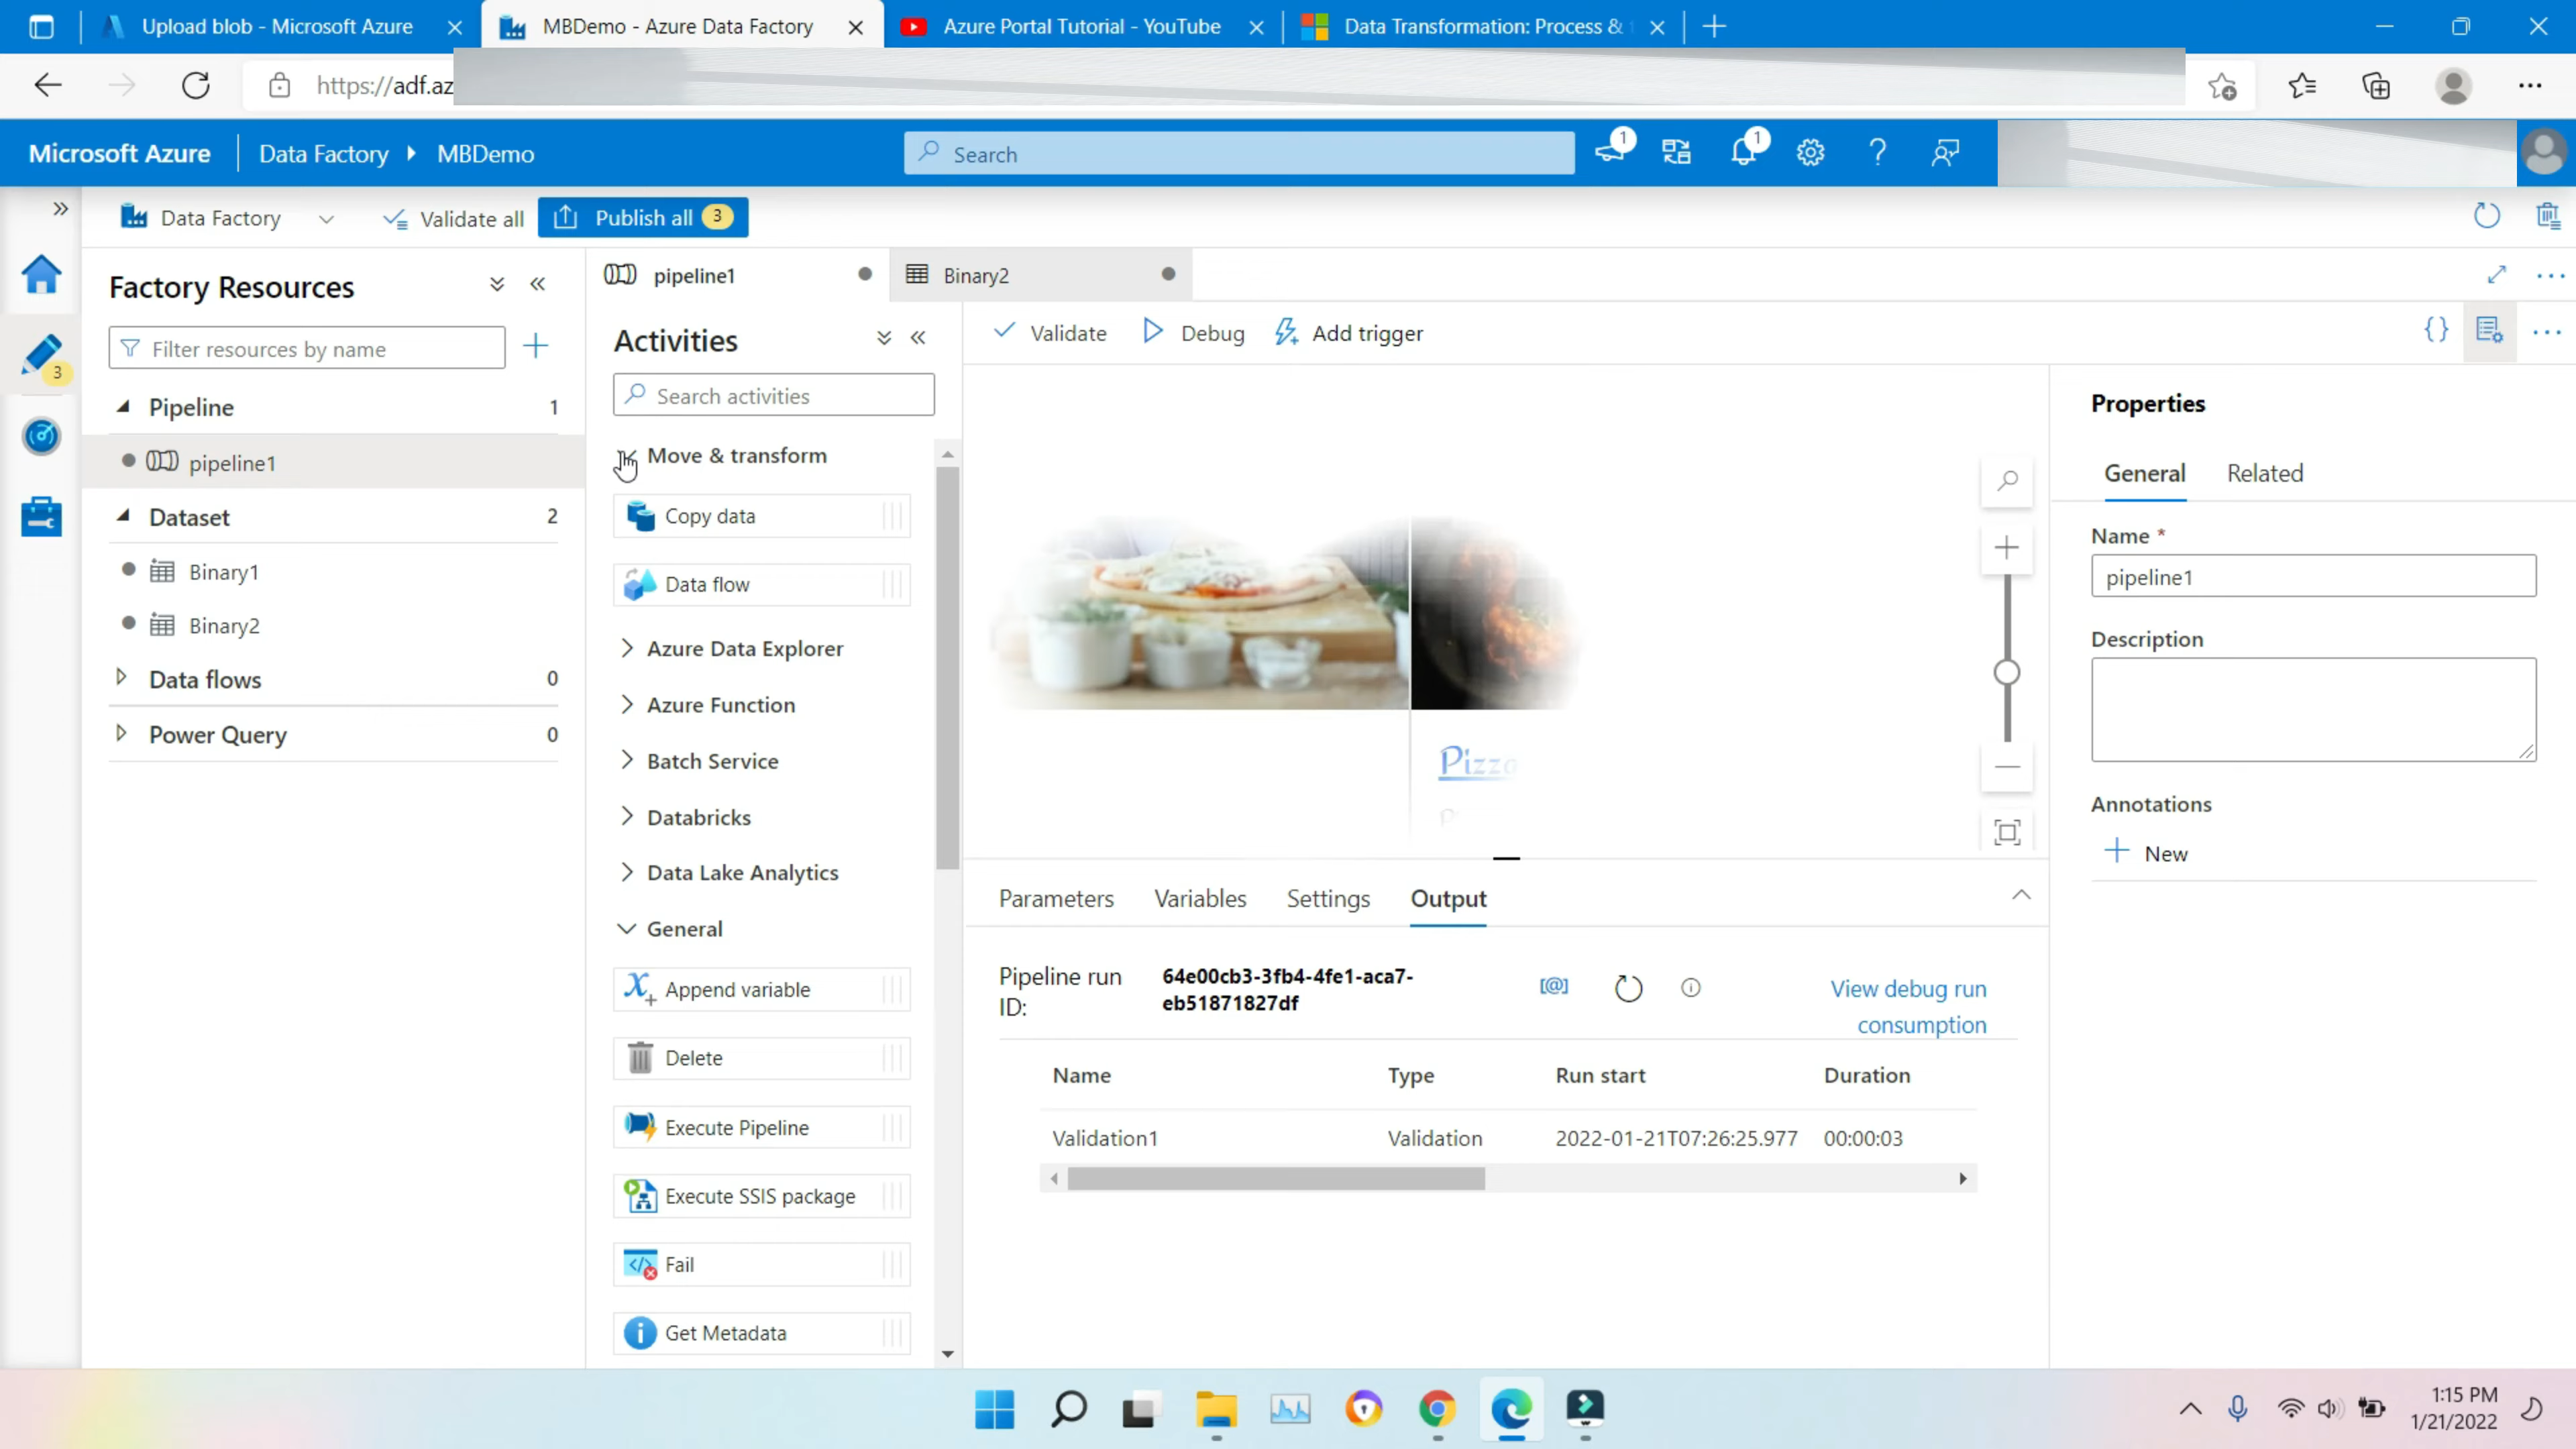 Upload blob - Microsoft Azure
MBDemo - Azure Data Factory
Azure Portal Tutorial - YouTube
Data Transformation: Process &
https://adf.az
Microsoft Azure
Data Factory
MBDemo
Search
1
1
Data Factory
Validate all
Publish all
3
Factory Resources
Filter resources by name
3
Pipeline
1
pipeline1
Dataset
2
Binary1
Binary2
Data flows
0
Power Query
0
pipeline1
Binary2
Activities
Search activities
Move & transform
Copy data
Data flow
Azure Data Explorer
Azure Function
Batch Service
Databricks
Data Lake Analytics
General
Append variable
Delete
Execute Pipeline
Execute SSIS package
Fail
Get Metadata
Validate
Debug
Add trigger
Pizza
Parameters
Variables
Settings
Output
Pipeline run
ID:
64e00cb3-3fb4-4fe1-aca7-
eb51871827df
View debug run
consumption
Name
Type
Run start
Duration
Validation1
Validation
2022-01-21T07:26:25.977
00:00:03
Properties
General
Related
Name *
pipeline1
Description
Annotations
New
1:15 PM
1/21/2022